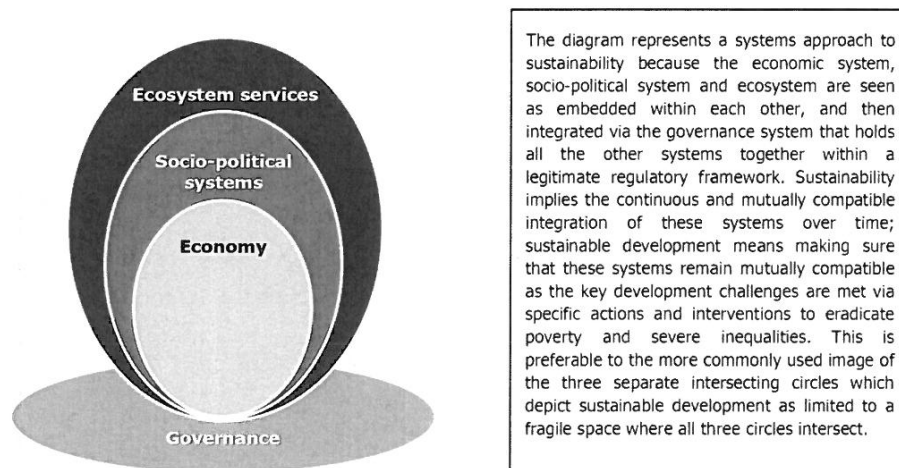 Ecosystem services
Socio-political
systems
Economy
Governance
The diagram represents a systems approach to
sustainability because the economic system,
socio-political system and ecosystem are seen
as embedded within each other, and then
integrated via the governance system that holds
all the other systems together within a
legitimate regulatory framework. Sustainability
implies the continuous and mutually compatible
integration of these systems over time;
sustainable development means making sure
that these systems remain mutually compatible
as the key development challenges are met via
specific actions and interventions to eradicate
poverty and severe inequalities. This is
preferable to the more commonly used image of
the three separate intersecting circles which
depict sustainable development as limited to a
fragile space where all three circles intersect.